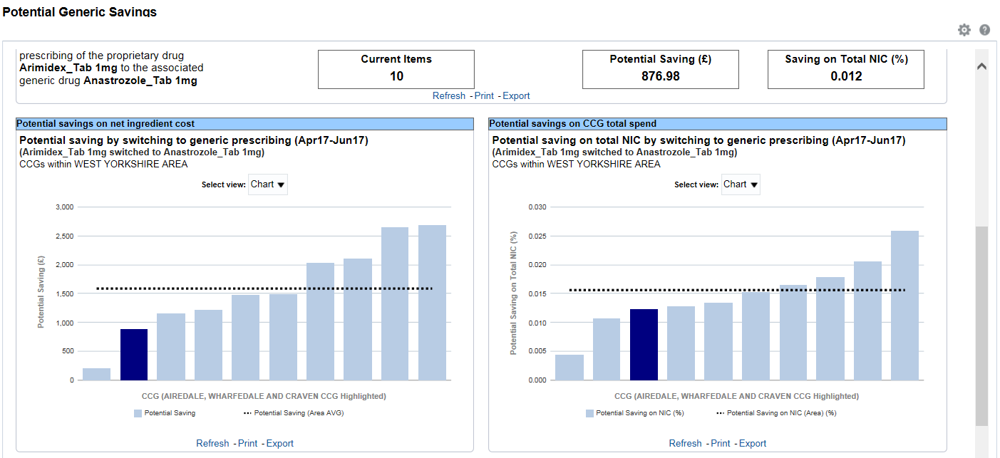 Potential Generic Savings
prescribing of the proprietary drug
Arimidex_Tab 1mg to the associated
generic drug Anastrozole_Tab 1mg
Current Items
10
Potential Saving (£)
876.98
Saving on Total NIC (%)
0.012
Refresh - Print - Export
Potential savings on net ingredient cost
Potential saving by switching to generic prescribing (Apr17-Jun17)
(Arimidex_Tab 1mg switched to Anastrozole_Tab 1mg)
CCGs within WEST YORKSHIRE AREA
Select view: Chart
3,000
2,500
2,000
1,500
1,000
500
0
Potential Saving (£)
CCG (AIREDALE, WHARFEDALE AND CRAVEN CCG Highlighted)
Potential Saving
Potential Saving (Area AVG)
Refresh - Print - Export
Potential savings on CCG total spend
Potential saving on total NIC by switching to generic prescribing (Apr17-Jun17)
(Arimidex_Tab 1mg switched to Anastrozole_Tab 1mg)
CCGs within WEST YORKSHIRE AREA
Select view: Chart
0.030
0.025
0.020
0.015
0.010
0.005
0.000
Potential Saving on Total NIC (%)
CCG (AIREDALE, WHARFEDALE AND CRAVEN CCG Highlighted)
Potential Saving on NIC (%)
Potential Saving on NIC (Area) (%)
Refresh - Print - Export